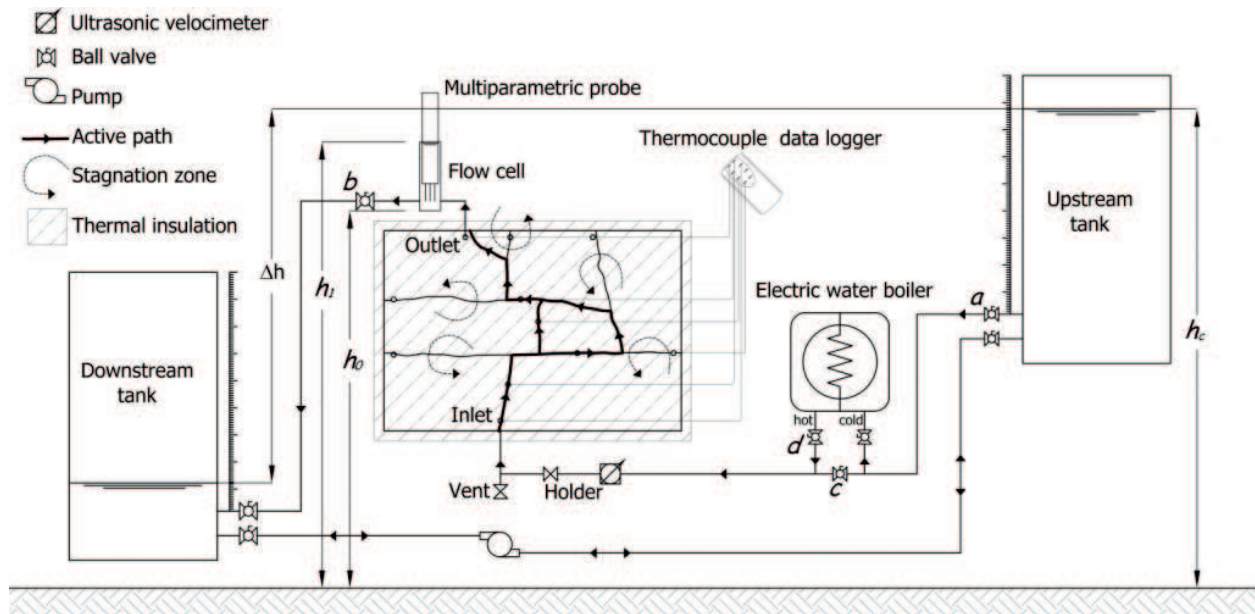 Ultrasonic velocimeter
Ball valve
Pump
Active path
Stagnation zone
Thermal insulation
Multiparametric probe
Flow cell
Thermocouple data logger
Upstream
tank
b
Outlet
Δh
h1
h0
hc
Electric water boiler
a
Downstream
tank
Inlet
hot
cold
d
c
Vent
Holder